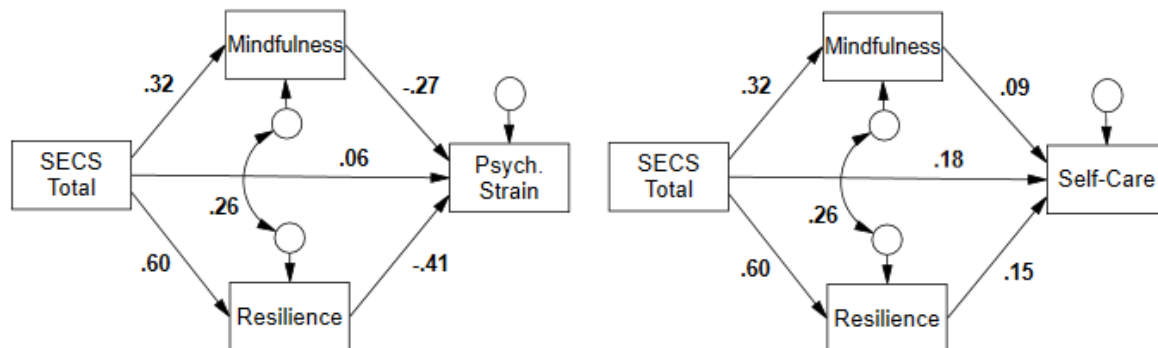 Mindfulness
.32
-.27
SECS
Total
.06
Psych.
Strain
.26
.60
-.41
Resilience
Mindfulness
.32
.09
SECS
Total
.18
Self-Care
.26
.60
.15
Resilience